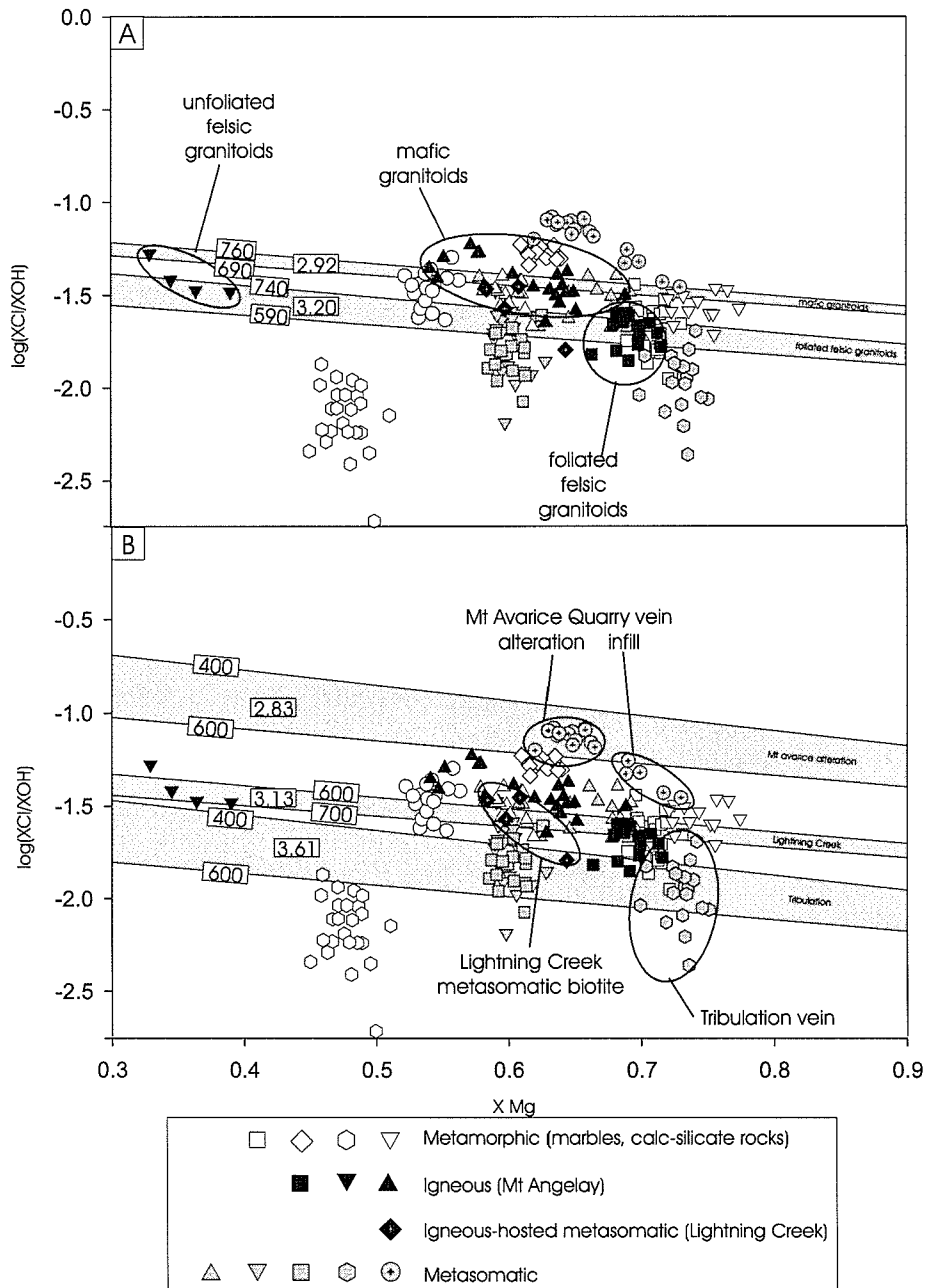 A
0.0
-0.5
-1.0
-1.5
-2.0
-2.5
log(XCl/XOH)
unfoliated
felsic
granitoids
mafic
granitoids
760
690
2.92
740
3.20
590
mafic granitoids
foliated felsic granitoids
foliated
felsic
granitoids
B
-0.5
-1.0
-1.5
-2.0
-2.5
log(XCl/XOH)
Mt Avarice Quarry vein
alteration infill
400
2.83
600
Mt avarice alteration
600
3.13
700
400
Lightning Creek
3.61
600
Tribulation
Lightning Creek
metasomatic biotite
Tribulation vein
0.3 0.4 0.5 0.6 0.7 0.8 0.9
X Mg
Metamorphic (marbles, calc-silicate rocks)
Igneous (Mt Angelay)
Igneous-hosted metasomatic (Lightning Creek)
Metasomatic